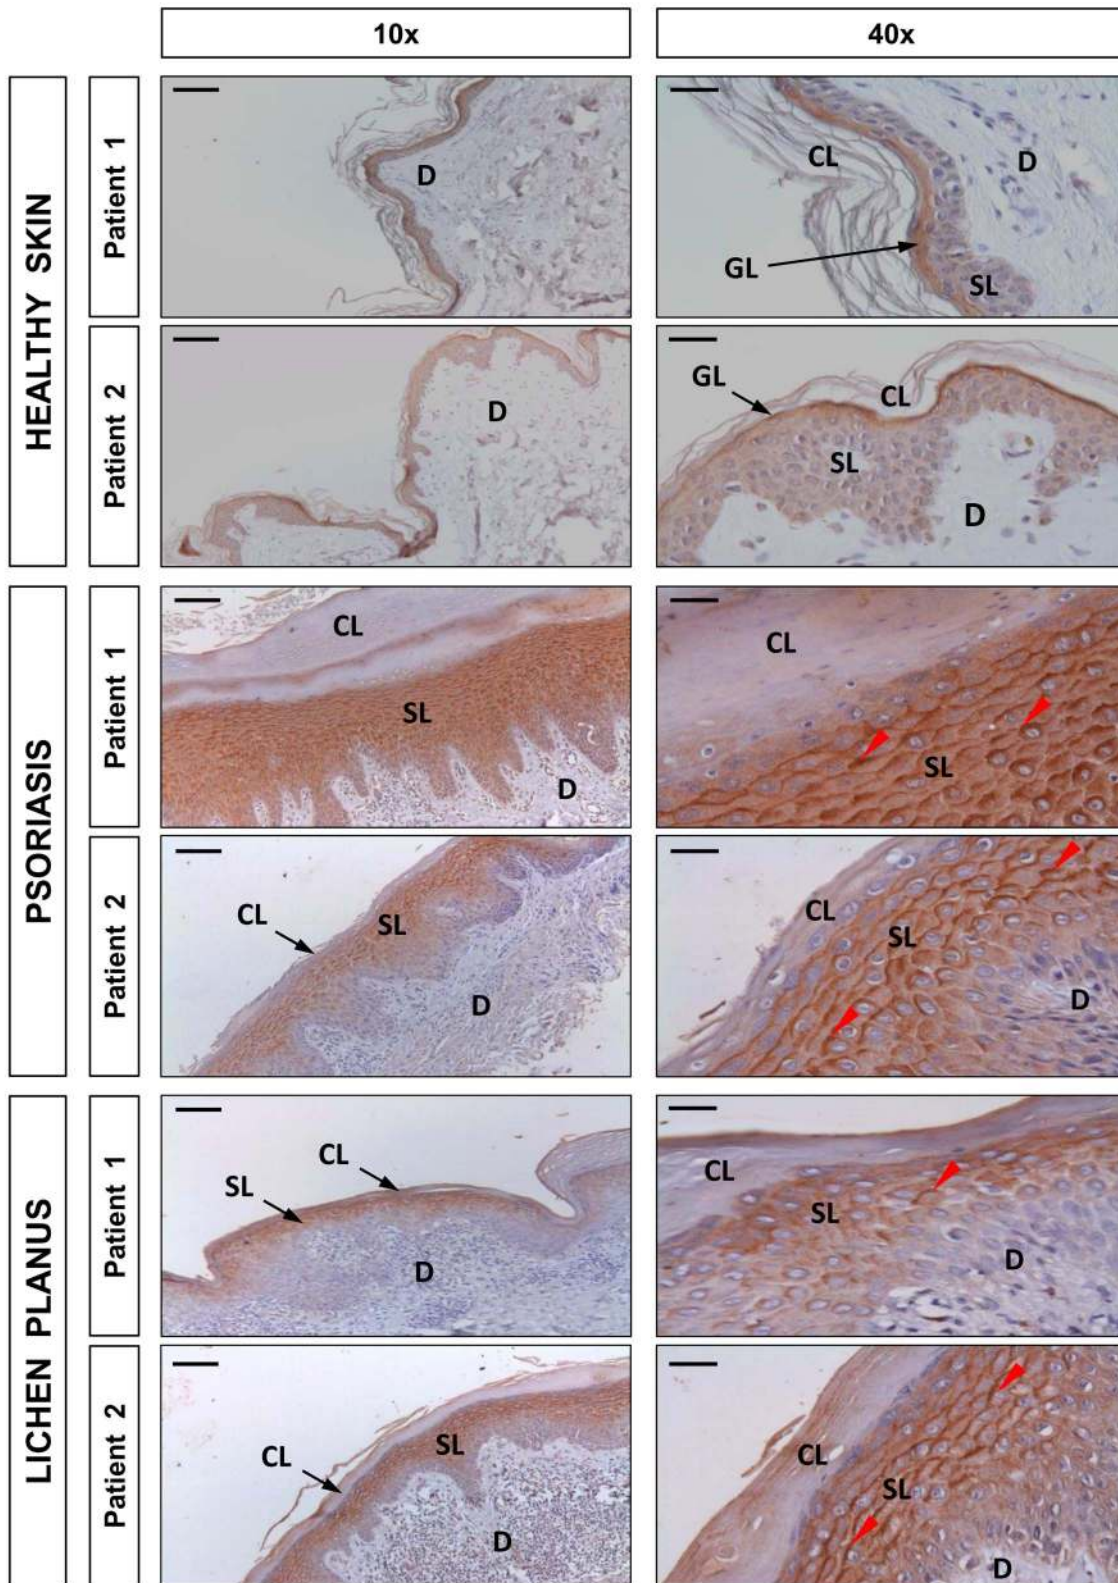 10x
40x
HEALTHY SKIN
Patient 1
D
CL
D
GL
SL
Patient 2
D
GL
CL
SL
D
PSORIASIS
Patient 1
CL
SL
D
CL
SL
Patient 2
CL
SL
D
CL
SL
D
LICHEN PLANUS
Patient 1
CL
SL
D
CL
SL
D
Patient 2
SL
CL
D
CL
SL
D